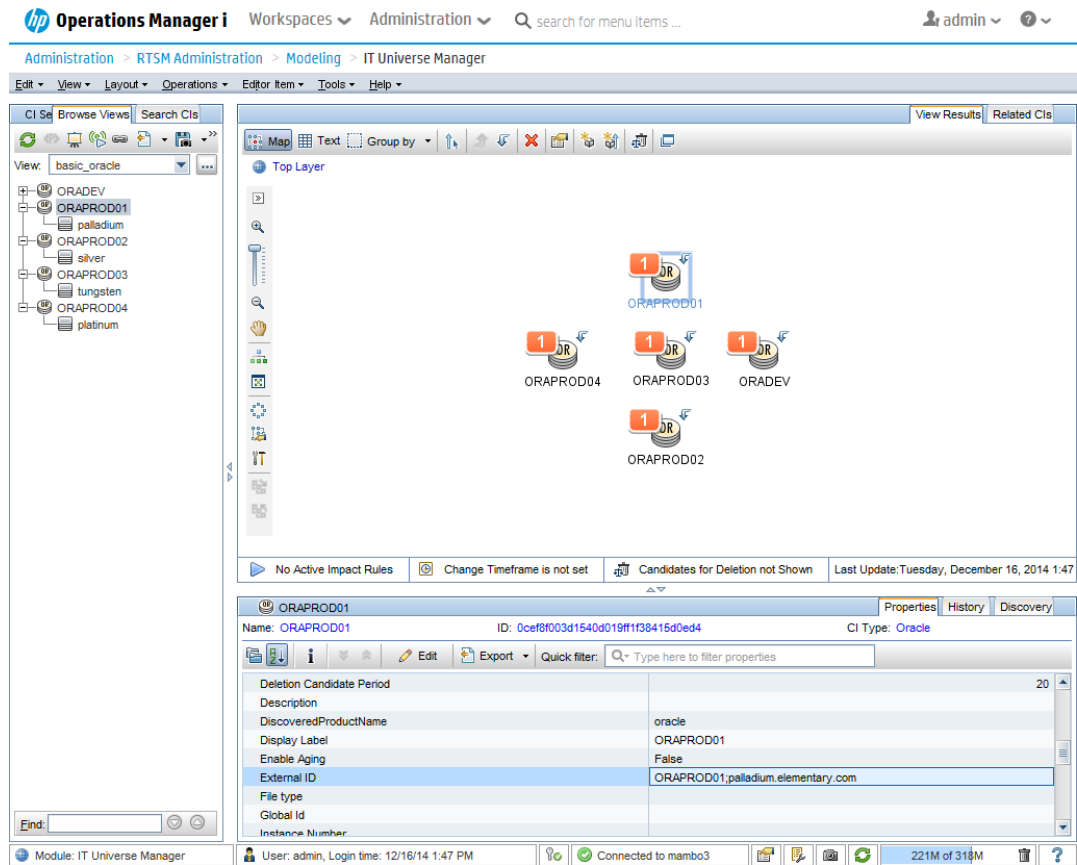 hp Operations Manager i Workspaces Administration search for menu items ... admin ?
Administration > RTSM Administration > Modeling > IT Universe Manager
Edit View Layout Operations Editor Item Tools Help
CI Se Browse Views Search CIs
View Results Related CIs
Map Text Group by
View: basic_oracle ...
Top Layer
ORADEV
ORAPROD01
palladium
ORAPROD02
silver
ORAPROD03
tungsten
ORAPROD04
platinum
1
ORAPROD01
1 1 1
ORAPROD04 ORAPROD03 ORADEV
1
ORAPROD02
No Active Impact Rules Change Timeframe is not set Candidates for Deletion not Shown Last Update:Tuesday, December 16, 2014 1:47
ORAPROD01 Properties History Discovery
Name: ORAPROD01 ID: 0cef8f003d1540d019ff1f38415d0ed4 CI Type: Oracle
Edit Export Quick filter: Type here to filter properties
Deletion Candidate Period 20
Description
DiscoveredProductName oracle
Display Label ORAPROD01
Enable Aging False
External ID ORAPROD01;palladium.elementary.com
File type
Global Id
Instance Number
Find:
Module: IT Universe Manager User: admin, Login time: 12/16/14 1:47 PM Connected to mambo3 221M of 318M ?